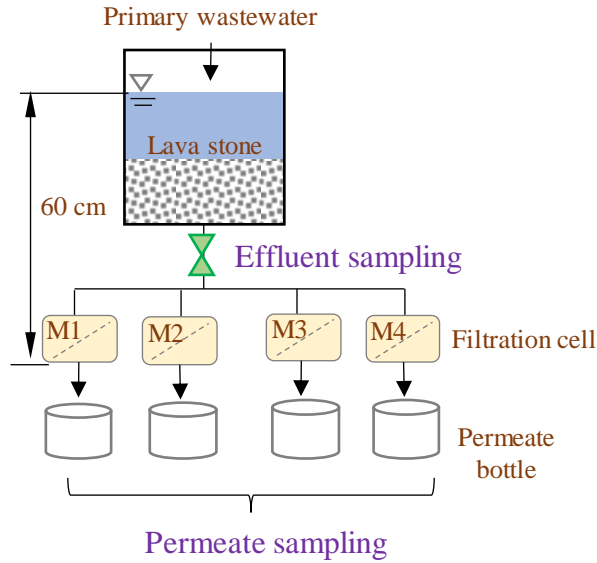 Primary wastewater
Lava stone
60 cm
Effluent sampling
M1
M2
M3
M4
Filtration cell
Permeate
bottle
Permeate sampling